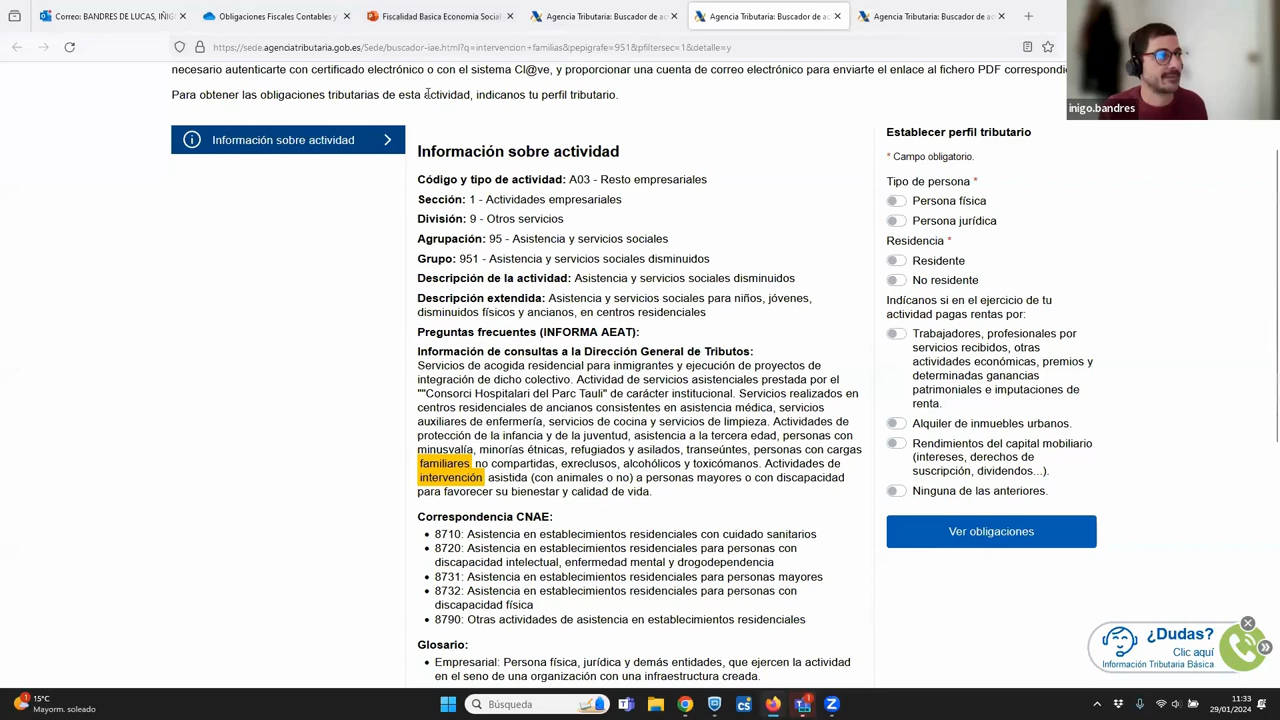 Correo: BANDRES DE LUCAS, IÑIG
Obligaciones Fiscales Contables y
Fiscalidad Basica Economia Social
Agencia Tributaria: Buscador de ac
Agencia Tributaria: Buscador de ac
Agencia Tributaria: Buscador de ac
https://sede.agenciatributaria.gob.es/Sede/buscador-iae.html?q=intervencion+familias&pepigrafe=951&pfiltersec=1&detalle=y
necesario autenticarte con certificado electrónico o con el sistema Cl@ve, y proporcionar una cuenta de correo electrónico para enviarte el enlace al fichero PDF correspondi
Para obtener las obligaciones tributarias de esta actividad, indicanos tu perfil tributario.
inigo.bandres
Información sobre actividad
Información sobre actividad
Código y tipo de actividad: A03 - Resto empresariales
Sección: 1 - Actividades empresariales
División: 9 - Otros servicios
Agrupación: 95 - Asistencia y servicios sociales
Grupo: 951 - Asistencia y servicios sociales disminuidos
Descripción de la actividad: Asistencia y servicios sociales disminuidos
Descripción extendida: Asistencia y servicios sociales para niños, jóvenes,
disminuidos físicos y ancianos, en centros residenciales
Preguntas frecuentes (INFORMA AEAT):
Información de consultas a la Dirección General de Tributos:
Servicios de acogida residencial para inmigrantes y ejecución de proyectos de
integración de dicho colectivo. Actividad de servicios asistenciales prestada por el
""Consorci Hospitalari del Parc Tauli" de carácter institucional. Servicios realizados en
centros residenciales de ancianos consistentes en asistencia médica, servicios
auxiliares de enfermería, servicios de cocina y servicios de limpieza. Actividades de
protección de la infancia y de la juventud, asistencia a la tercera edad, personas con
minusvalía, minorías étnicas, refugiados y asilados, transeúntes, personas con cargas
familiares no compartidas, exreclusos, alcohólicos y toxicómanos. Actividades de
intervención asistida (con animales o no) a personas mayores o con discapacidad
para favorecer su bienestar y calidad de vida.
Correspondencia CNAE:
• 8710: Asistencia en establecimientos residenciales con cuidado sanitarios
• 8720: Asistencia en establecimientos residenciales para personas con
discapacidad intelectual, enfermedad mental y drogodependencia
• 8731: Asistencia en establecimientos residenciales para personas mayores
• 8732: Asistencia en establecimientos residenciales para personas con
discapacidad física
• 8790: Otras actividades de asistencia en establecimientos residenciales
Glosario:
• Empresarial: Persona física, jurídica y demás entidades, que ejercen la actividad
en el seno de una organización con una infraestructura creada.
Establecer perfil tributario
* Campo obligatorio.
Tipo de persona *
Persona física
Persona jurídica
Residencia *
Residente
No residente
Indícanos si en el ejercicio de tu
actividad pagas rentas por:
Trabajadores, profesionales por
servicios recibidos, otras
actividades económicas, premios y
determinadas ganancias
patrimoniales e imputaciones de
renta.
Alquiler de inmuebles urbanos.
Rendimientos del capital mobiliario
(intereses, derechos de
suscripción, dividendos...).
Ninguna de las anteriores.
Ver obligaciones
¿Dudas?
Clic aquí
Información Tributaria Básica
15°C
Mayorm. soleado
Búsqueda
11:33
29/01/2024